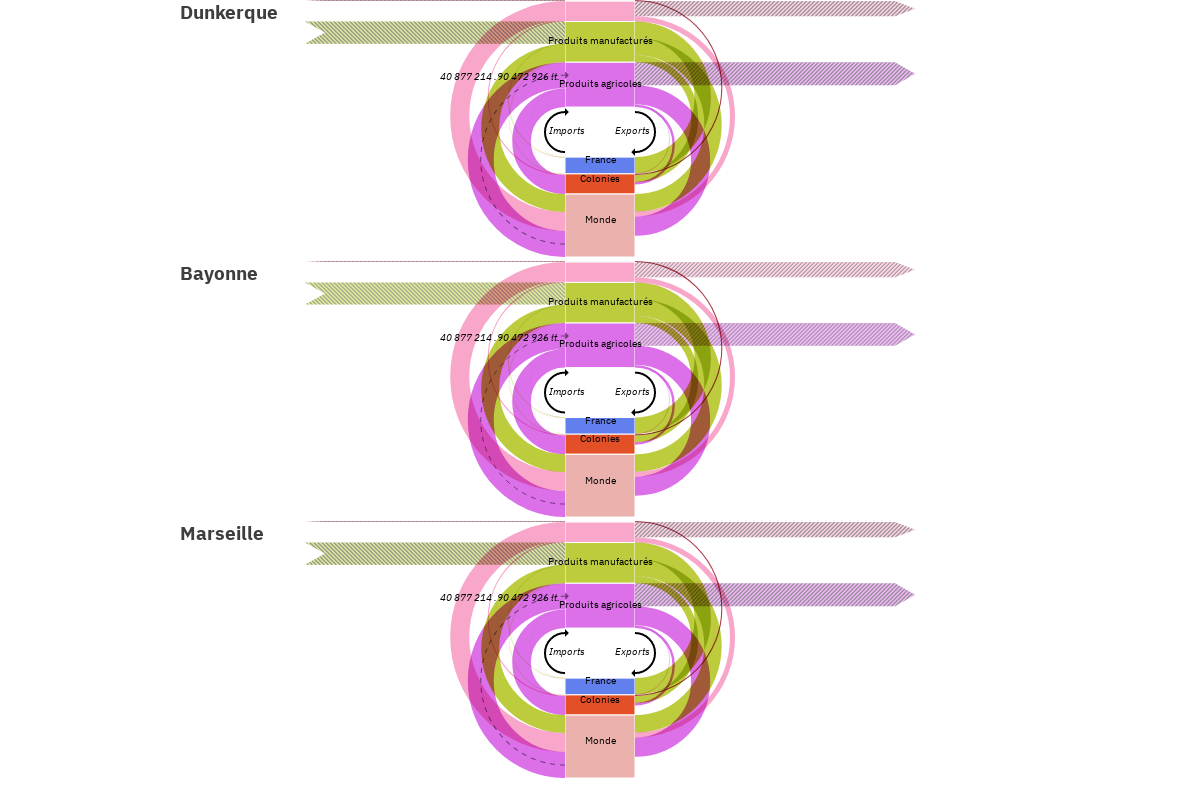 Dunkerque
Produits manufacturés
40 877 214 .90 472 926 lt.
Produits agricoles
Imports
Exports
France
Colonies
Monde
Bayonne
Produits manufacturés
40 877 214 .90 472 926 lt.
Produits agricoles
Imports
Exports
France
Colonies
Monde
Marseille
Produits manufacturés
40 877 214 .90 472 926 lt.
Produits agricoles
Imports
Exports
France
Colonies
Monde